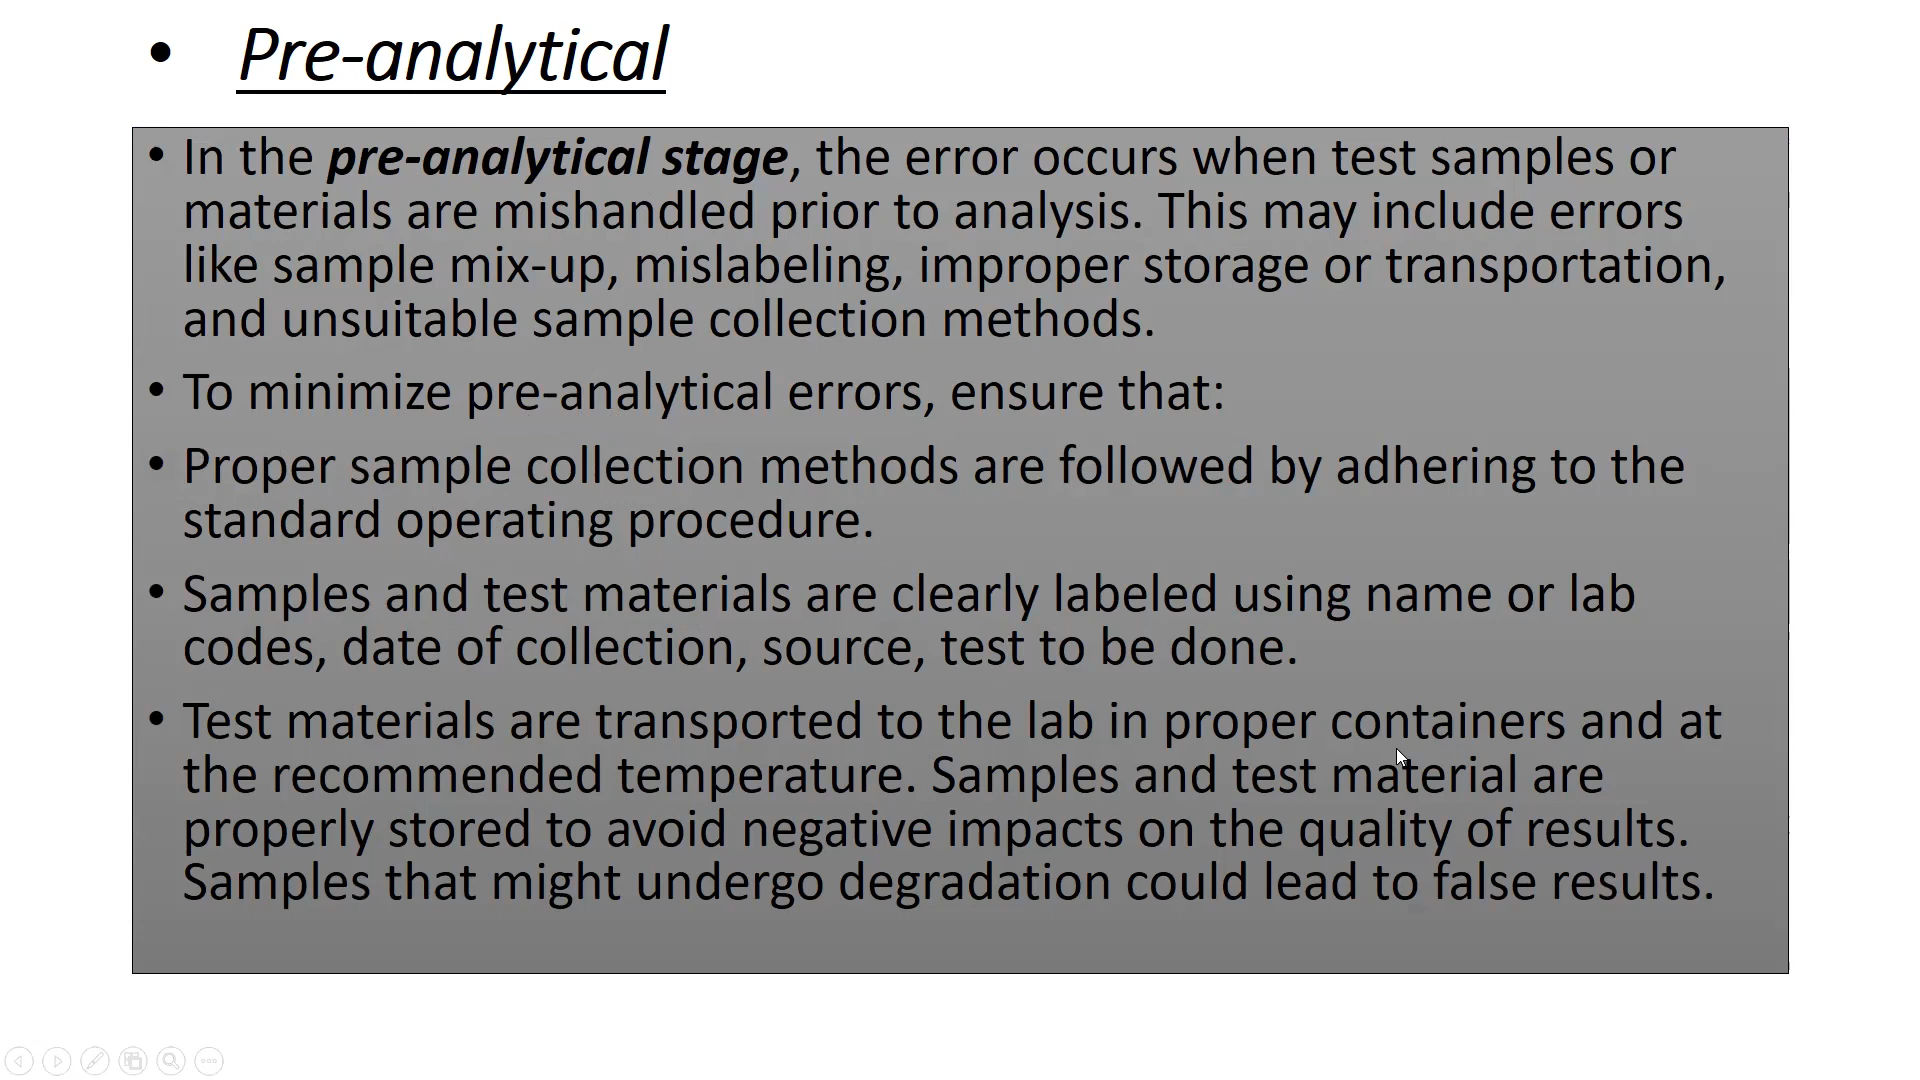 • Pre-analytical
• In the pre-analytical stage, the error occurs when test samples or
materials are mishandled prior to analysis. This may include errors
like sample mix-up, mislabeling, improper storage or transportation,
and unsuitable sample collection methods.
• To minimize pre-analytical errors, ensure that:
• Proper sample collection methods are followed by adhering to the
standard operating procedure.
• Samples and test materials are clearly labeled using name or lab
codes, date of collection, source, test to be done.
• Test materials are transported to the lab in proper containers and at
the recommended temperature. Samples and test material are
properly stored to avoid negative impacts on the quality of results.
Samples that might undergo degradation could lead to false results.